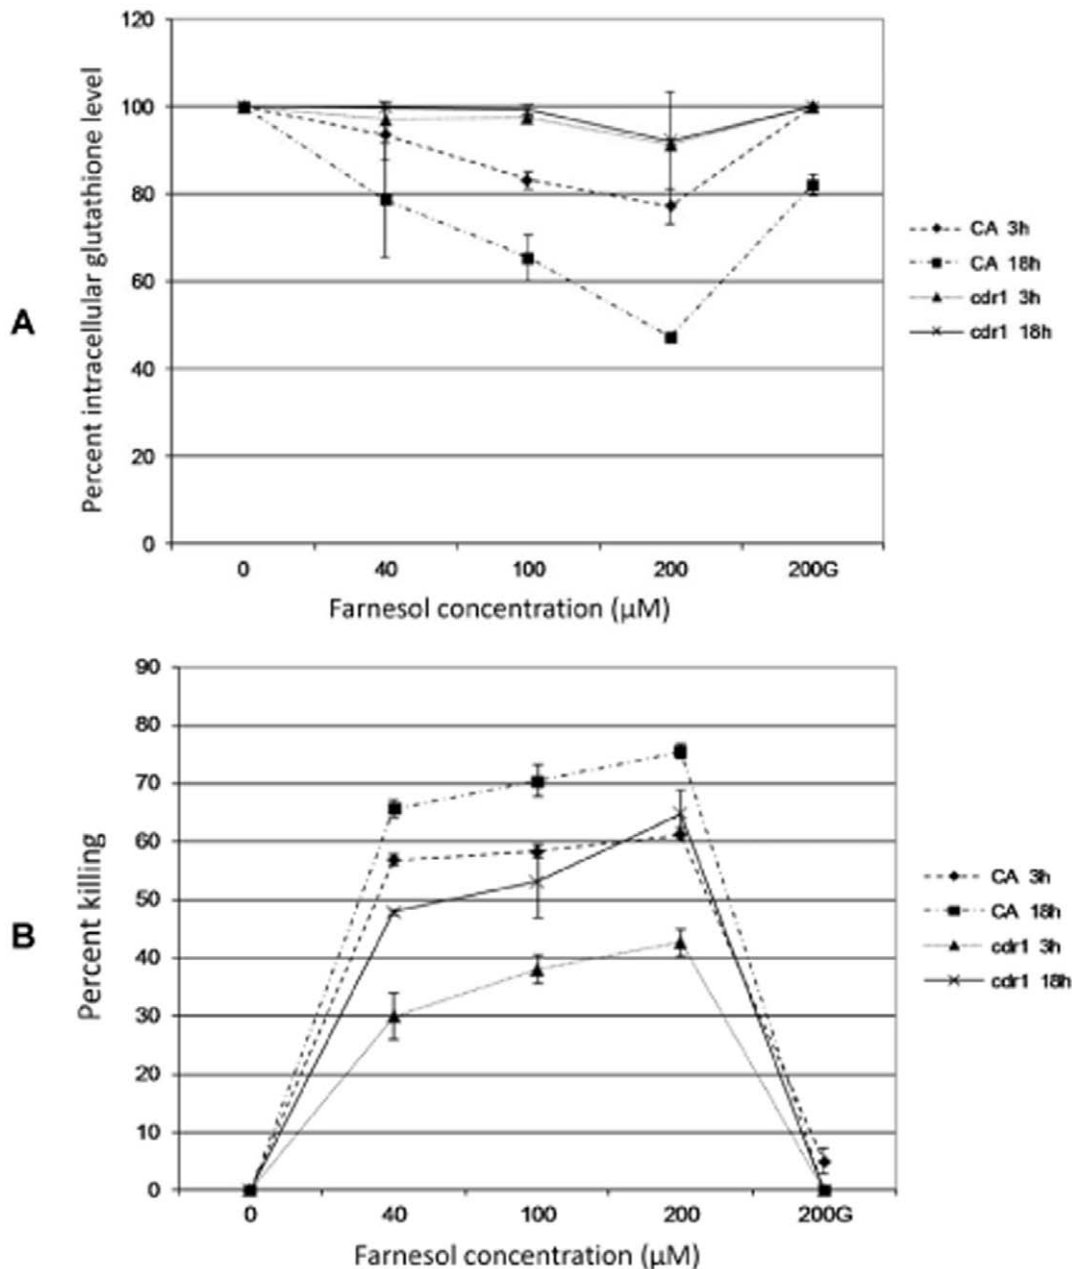 120
100
80
60
40
20
0
Percent intracellular glutathione level
A
0 40 100 200 200G
Farnesol concentration (µM)
CA 3h
CA 18h
cdr1 3h
cdr1 18h
90
80
70
60
50
40
30
20
10
0
Percent killing
B
0 40 100 200 200G
Farnesol concentration (µM)
CA 3h
CA 18h
cdr1 3h
cdr1 18h